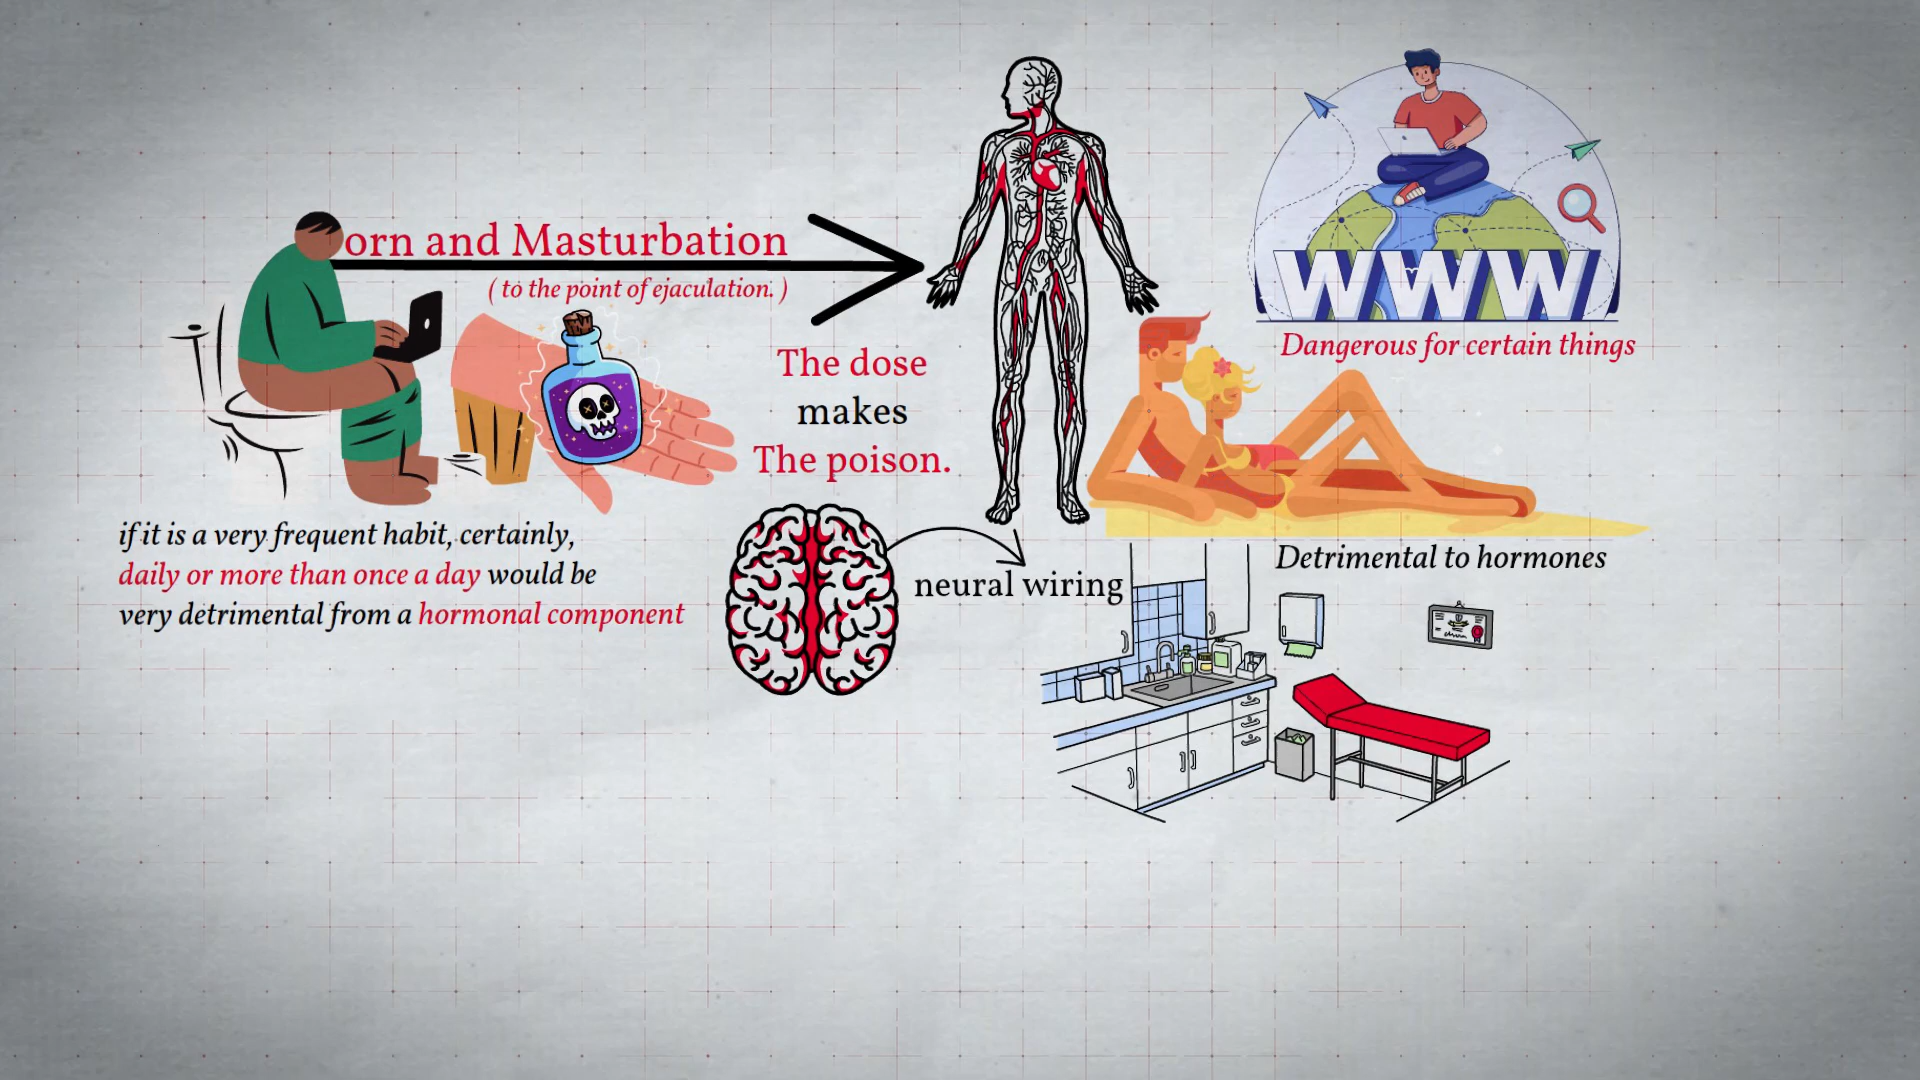 orn and Masturbation
( to the point of ejaculation. )
The dose
makes
The poison.
if it is a very frequent habit, certainly,
daily or more than once a day would be
very detrimental from a hormonal component
neural wiring
WWW
Dangerous for certain things
Detrimental to hormones